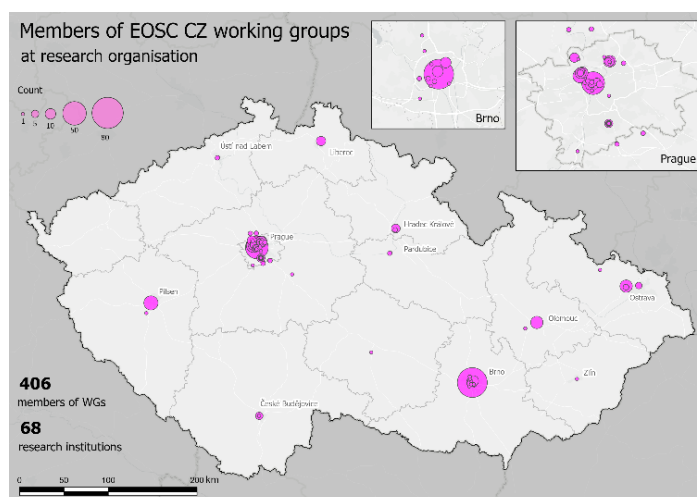 Members of EOSC CZ working groups
at research organisation
Count
1 5 10 50 80
Brno
Prague
Ústí nad Labem
Liberec
Hradec Králové
Pardubice
Prague
Pilsen
Ostrava
Olomouc
Brno
Zlín
České Budějovice
406
members of WGs
68
research institutions
0 50 100 200 km